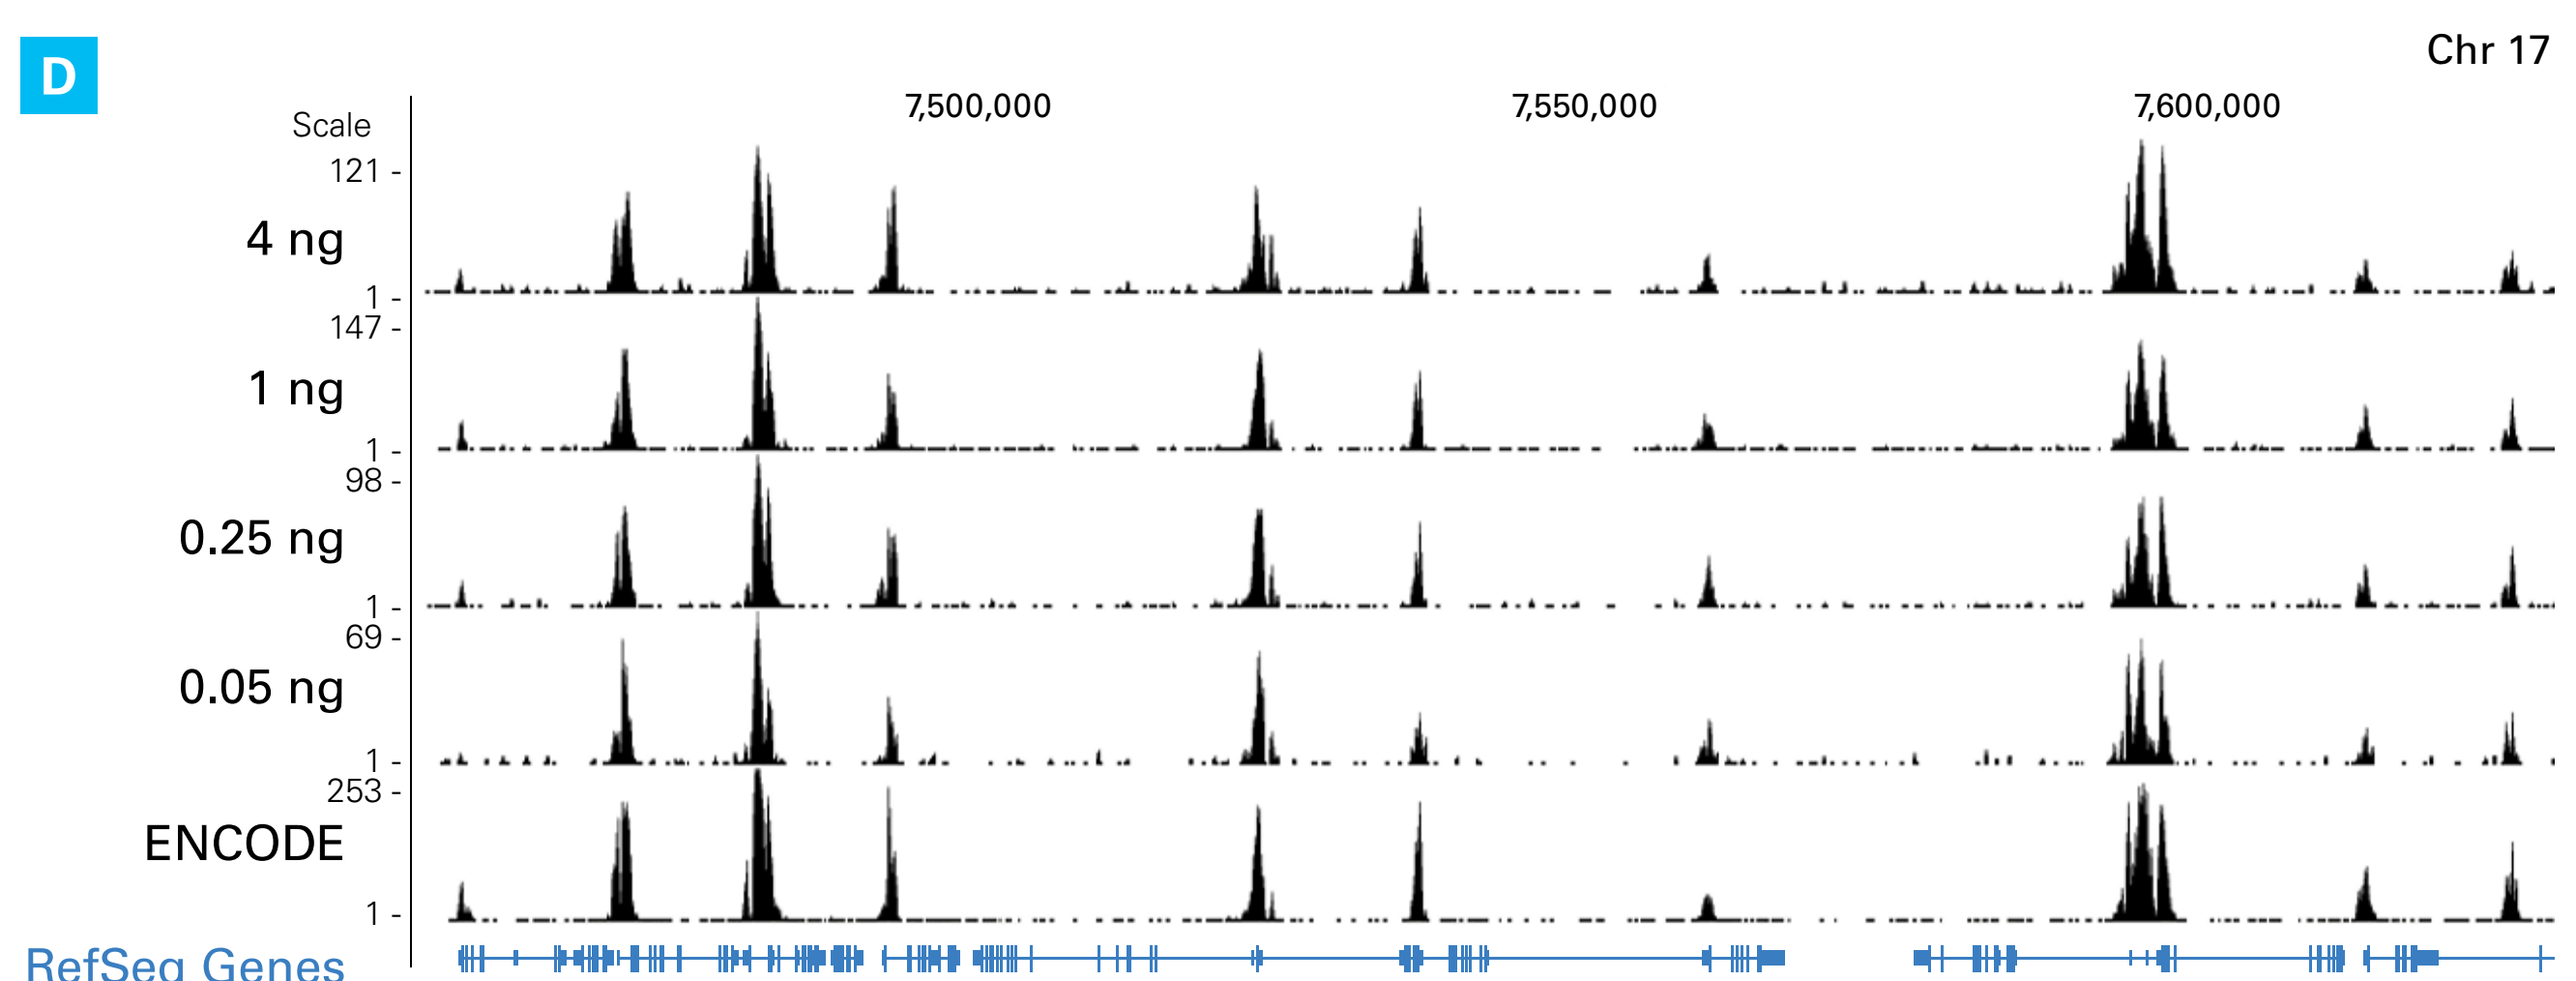 D
Chr 17
7,500,000 7,550,000 7,600,000
Scale
121 -
4 ng
1 -
147 -
1 ng
1 -
98 -
0.25 ng
1 -
69 -
0.05 ng
1 -
253 -
ENCODE
1 -
RefSeq Genes